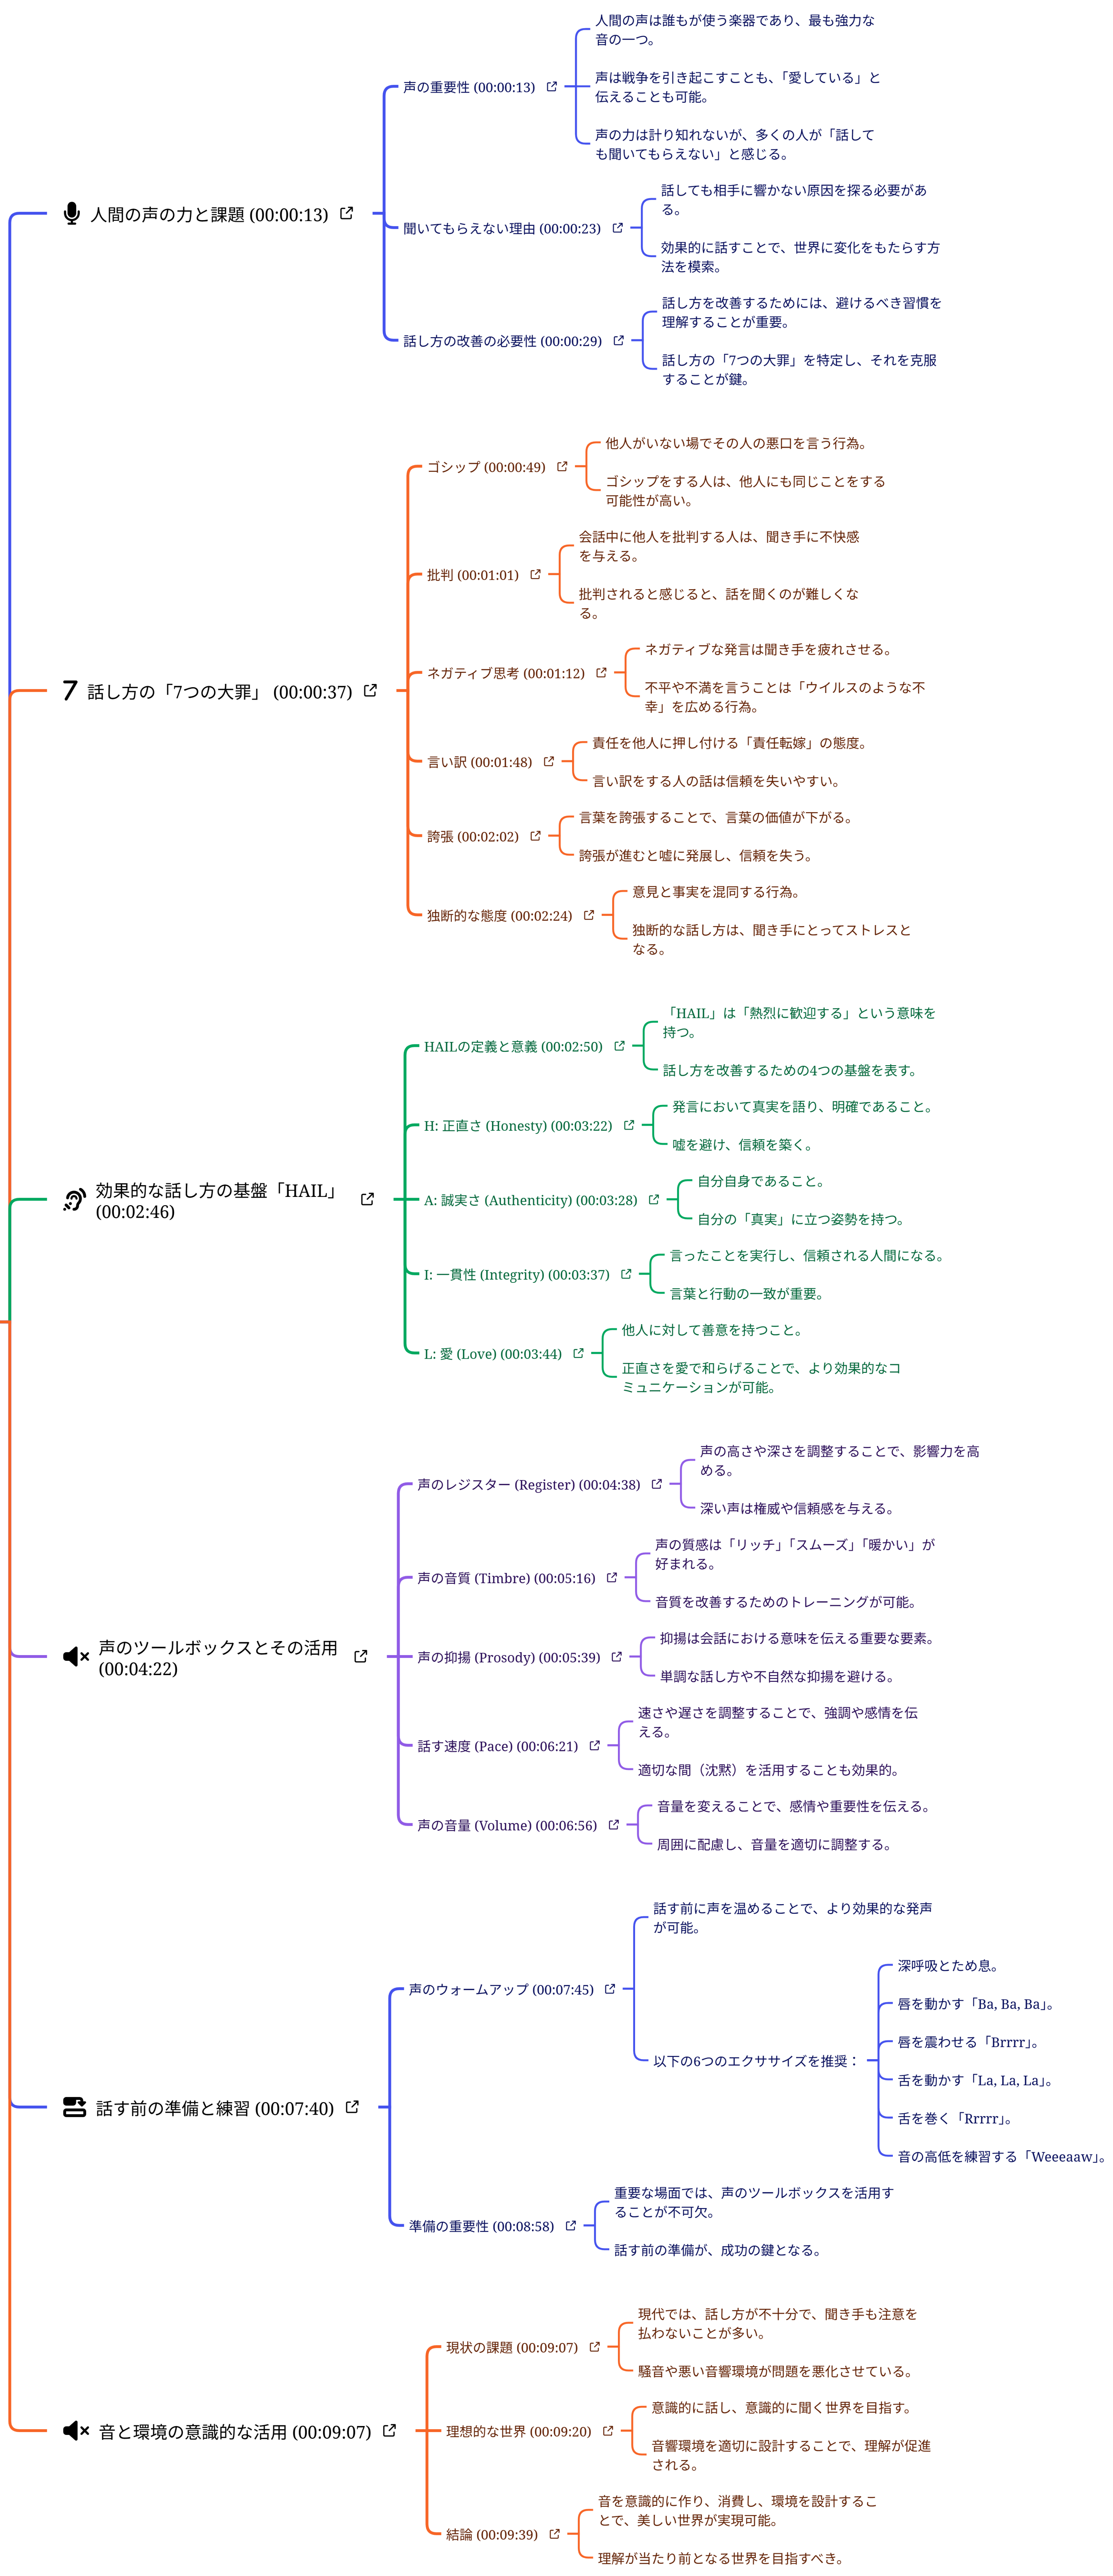 人間の声の力と課題 (00:00:13)
声の重要性 (00:00:13)
人間の声は誰もが使う楽器であり、最も強力な
音の一つ。
声は戦争を引き起こすことも、「愛している」と
伝えることも可能。
声の力は計り知れないが、多くの人が「話して
も聞いてもらえない」と感じる。
聞いてもらえない理由 (00:00:23)
話しても相手に響かない原因を探る必要があ
る。
効果的に話すことで、世界に変化をもたらす方
法を模索。
話し方の改善の必要性 (00:00:29)
話し方を改善するためには、避けるべき習慣を
理解することが重要。
話し方の「7つの大罪」を特定し、それを克服
することが鍵。
7 話し方の「7つの大罪」 (00:00:37)
ゴシップ (00:00:49)
他人がいない場でその人の悪口を言う行為。
ゴシップをする人は、他人にも同じことをする
可能性が高い。
批判 (00:01:01)
会話中に他人を批判する人は、聞き手に不快感
を与える。
批判されると感じると、話を聞くのが難しくな
る。
ネガティブ思考 (00:01:12)
ネガティブな発言は聞き手を疲れさせる。
不平や不満を言うことは「ウイルスのような不
幸」を広める行為。
言い訳 (00:01:48)
責任を他人に押し付ける「責任転嫁」の態度。
言い訳をする人の話は信頼を失いやすい。
誇張 (00:02:02)
言葉を誇張することで、言葉の価値が下がる。
誇張が進むと嘘に発展し、信頼を失う。
独断的な態度 (00:02:24)
意見と事実を混同する行為。
独断的な話し方は、聞き手にとってストレスと
なる。
効果的な話し方の基盤「HAIL」
(00:02:46)
HAILの定義と意義 (00:02:50)
「HAIL」は「熱烈に歓迎する」という意味を
持つ。
話し方を改善するための4つの基盤を表す。
H: 正直さ (Honesty) (00:03:22)
発言において真実を語り、明確であること。
嘘を避け、信頼を築く。
A: 誠実さ (Authenticity) (00:03:28)
自分自身であること。
自分の「真実」に立つ姿勢を持つ。
I: 一貫性 (Integrity) (00:03:37)
言ったことを実行し、信頼される人間になる。
言葉と行動の一致が重要。
L: 愛 (Love) (00:03:44)
他人に対して善意を持つこと。
正直さを愛で和らげることで、より効果的なコ
ミュニケーションが可能。
声のツールボックスとその活用
(00:04:22)
声のレジスター (Register) (00:04:38)
声の高さや深さを調整することで、影響力を高
める。
深い声は権威や信頼感を与える。
声の音質 (Timbre) (00:05:16)
声の質感は「リッチ」「スムーズ」「暖かい」が
好まれる。
音質を改善するためのトレーニングが可能。
声の抑揚 (Prosody) (00:05:39)
抑揚は会話における意味を伝える重要な要素。
単調な話し方や不自然な抑揚を避ける。
話す速度 (Pace) (00:06:21)
速さや遅さを調整することで、強調や感情を伝
える。
適切な間（沈黙）を活用することも効果的。
声の音量 (Volume) (00:06:56)
音量を変えることで、感情や重要性を伝える。
周囲に配慮し、音量を適切に調整する。
話す前の準備と練習 (00:07:40)
声のウォームアップ (00:07:45)
話す前に声を温めることで、より効果的な発声
が可能。
以下の6つのエクササイズを推奨：
深呼吸とため息。
唇を動かす「Ba, Ba, Ba」。
唇を震わせる「Brrrr」。
舌を動かす「La, La, La」。
舌を巻く「Rrrrr」。
音の高低を練習する「Weeeaaw」。
準備の重要性 (00:08:58)
重要な場面では、声のツールボックスを活用す
ることが不可欠。
話す前の準備が、成功の鍵となる。
音と環境の意識的な活用 (00:09:07)
現状の課題 (00:09:07)
現代では、話し方が不十分で、聞き手も注意を
払わないことが多い。
騒音や悪い音響環境が問題を悪化させている。
理想的な世界 (00:09:20)
意識的に話し、意識的に聞く世界を目指す。
音響環境を適切に設計することで、理解が促進
される。
結論 (00:09:39)
音を意識的に作り、消費し、環境を設計するこ
とで、美しい世界が実現可能。
理解が当たり前となる世界を目指すべき。